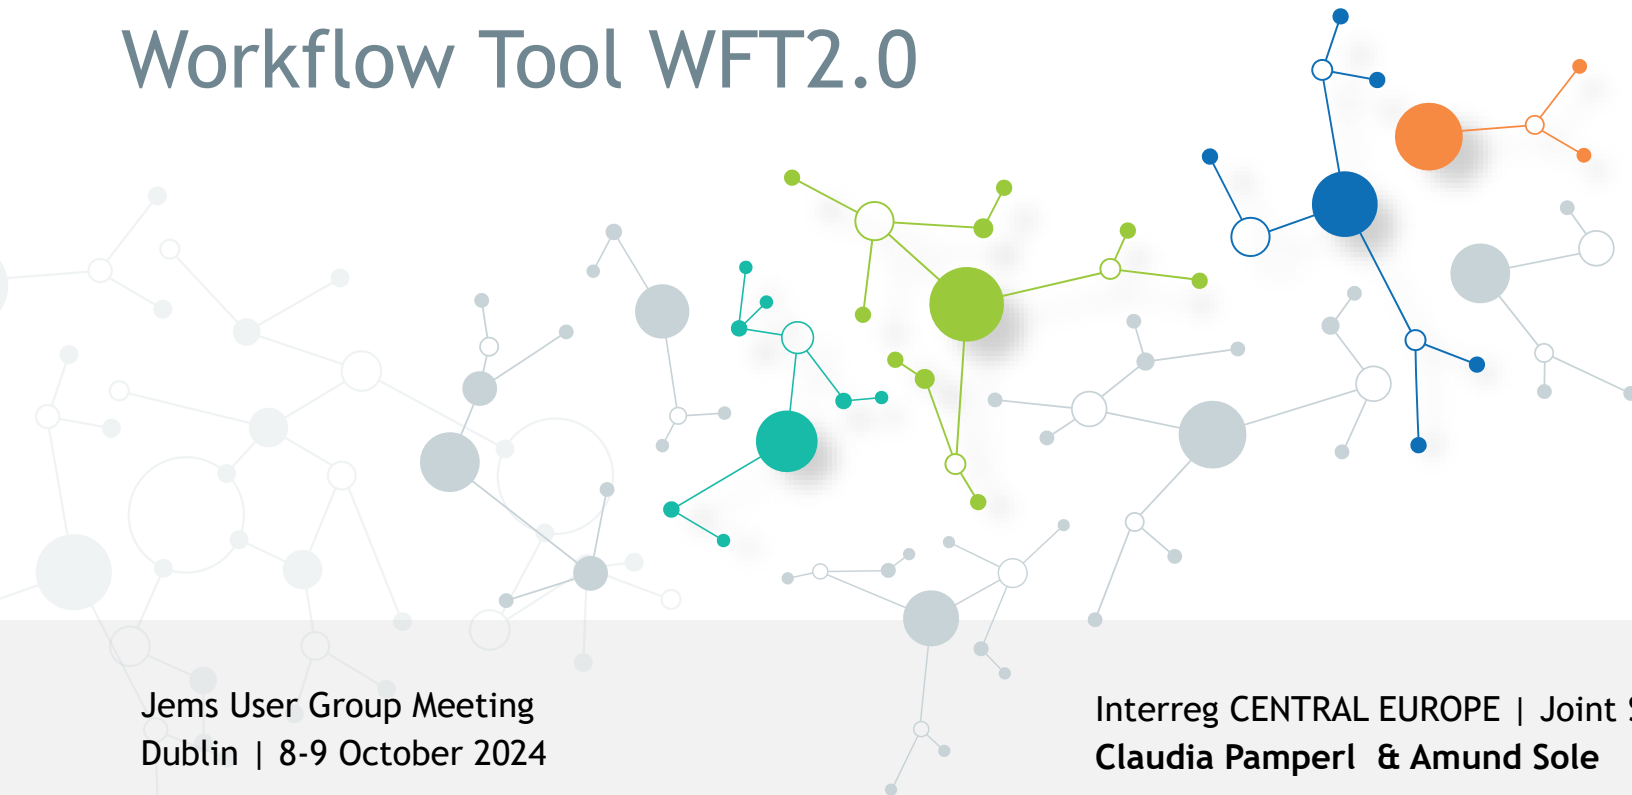 Workflow Tool WFT2.0
Jems User Group Meeting
Dublin | 8-9 October 2024
Interreg CENTRAL EUROPE | Joint
Claudia Pamperl & Amund Sole